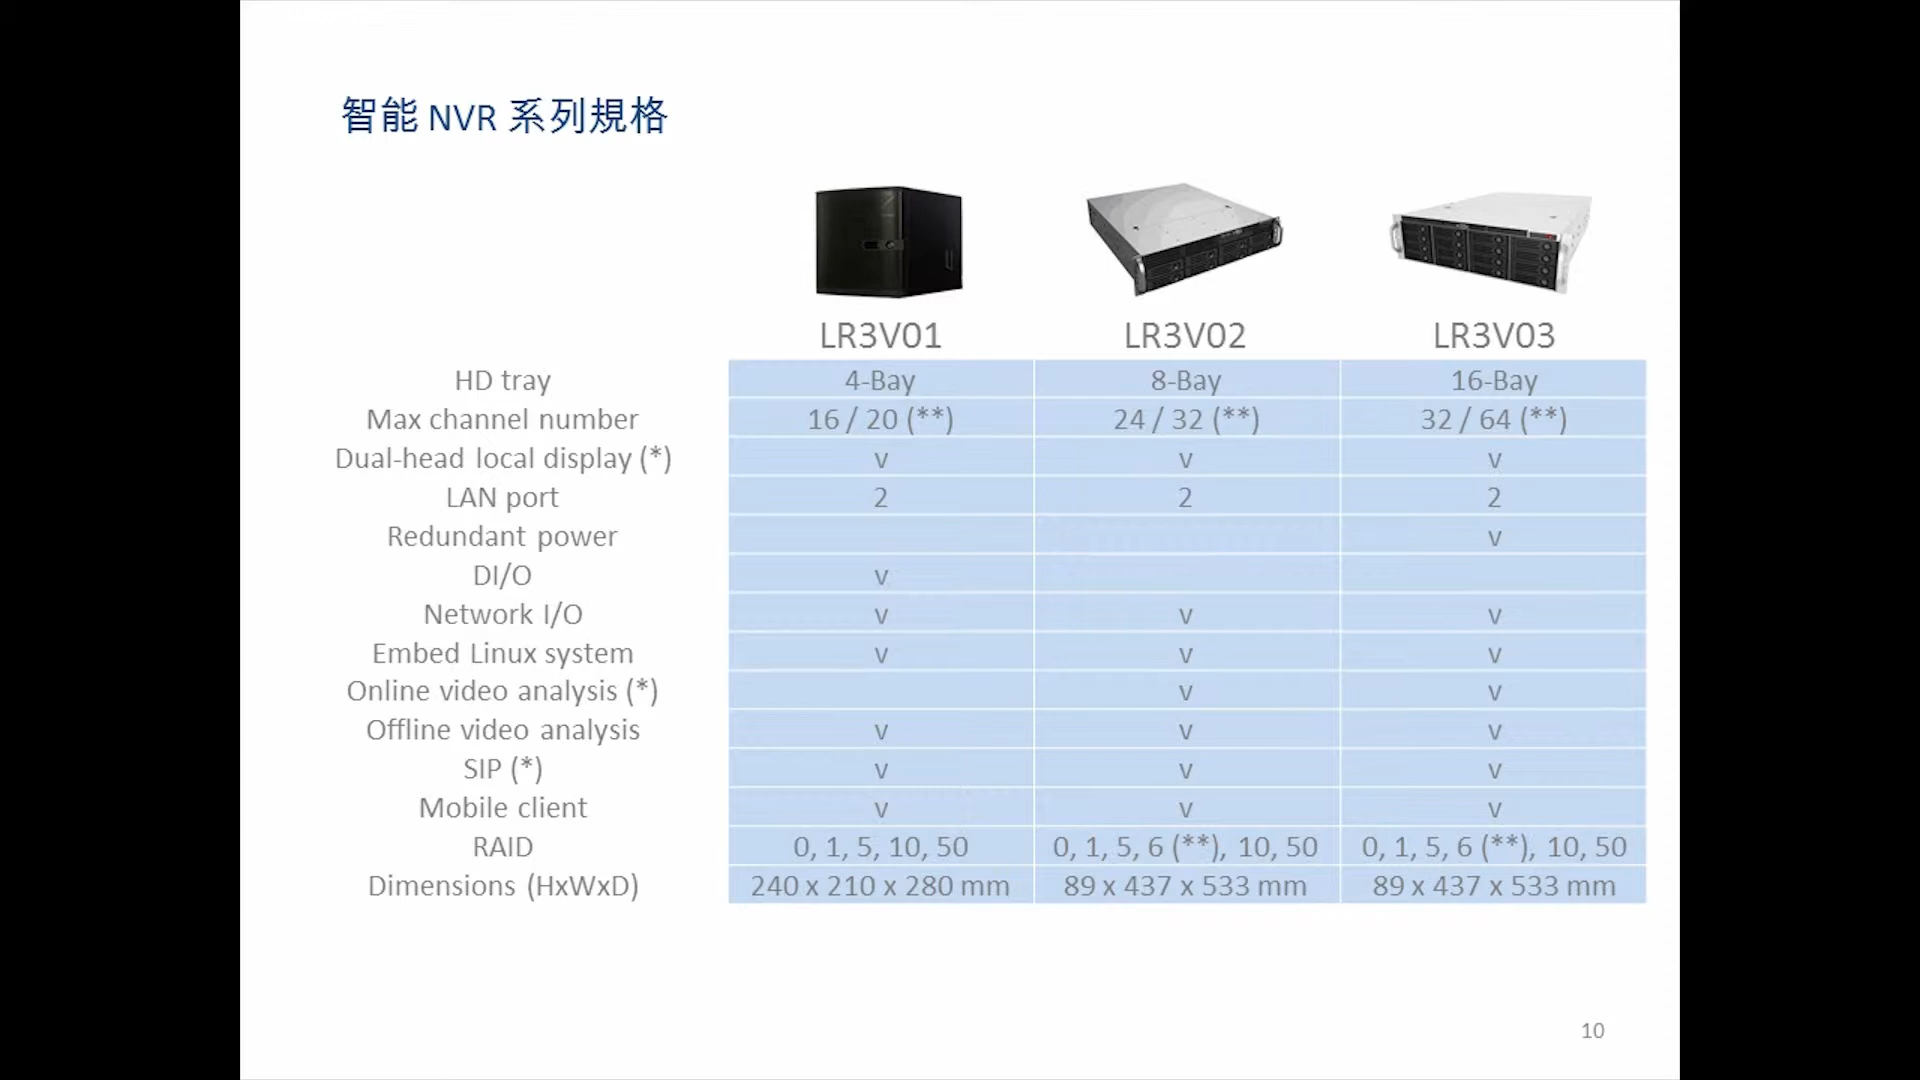 智能 NVR 系列規格
LR3V01 LR3V02 LR3V03
HD tray 4-Bay 8-Bay 16-Bay
Max channel number 16 / 20 (**) 24 / 32 (**) 32 / 64 (**)
Dual-head local display (*) v v v
LAN port 2 2 2
Redundant power v
DI/O v
Network I/O v v v
Embed Linux system v v v
Online video analysis (*) v v
Offline video analysis v v v
SIP (*) v v v
Mobile client v v v
RAID 0, 1, 5, 10, 50 0, 1, 5, 6 (**), 10, 50 0, 1, 5, 6 (**), 10, 50
Dimensions (HxWxD) 240 x 210 x 280 mm 89 x 437 x 533 mm 89 x 437 x 533 mm
10